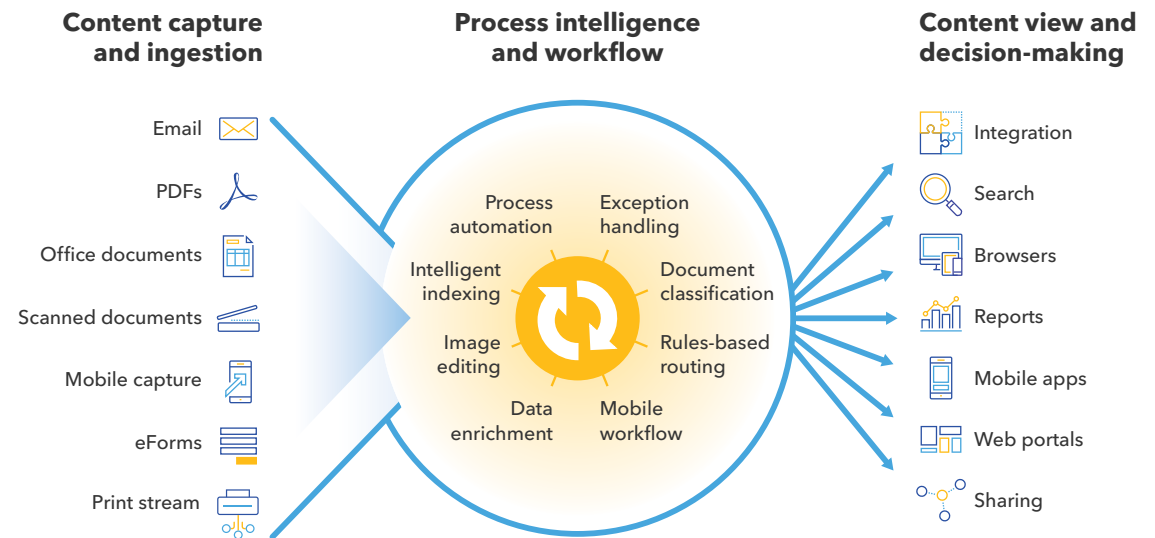 Content capture
and ingestion
Email
PDFs
Office documents
Scanned documents
Mobile capture
eForms
Print stream
Process intelligence
and workflow
Process
automation
Exception
handling
Intelligent
indexing
Document
classification
Image
editing
Rules-based
routing
Data
enrichment
Mobile
workflow
Content view and
decision-making
Integration
Search
Browsers
Reports
Mobile apps
Web portals
Sharing